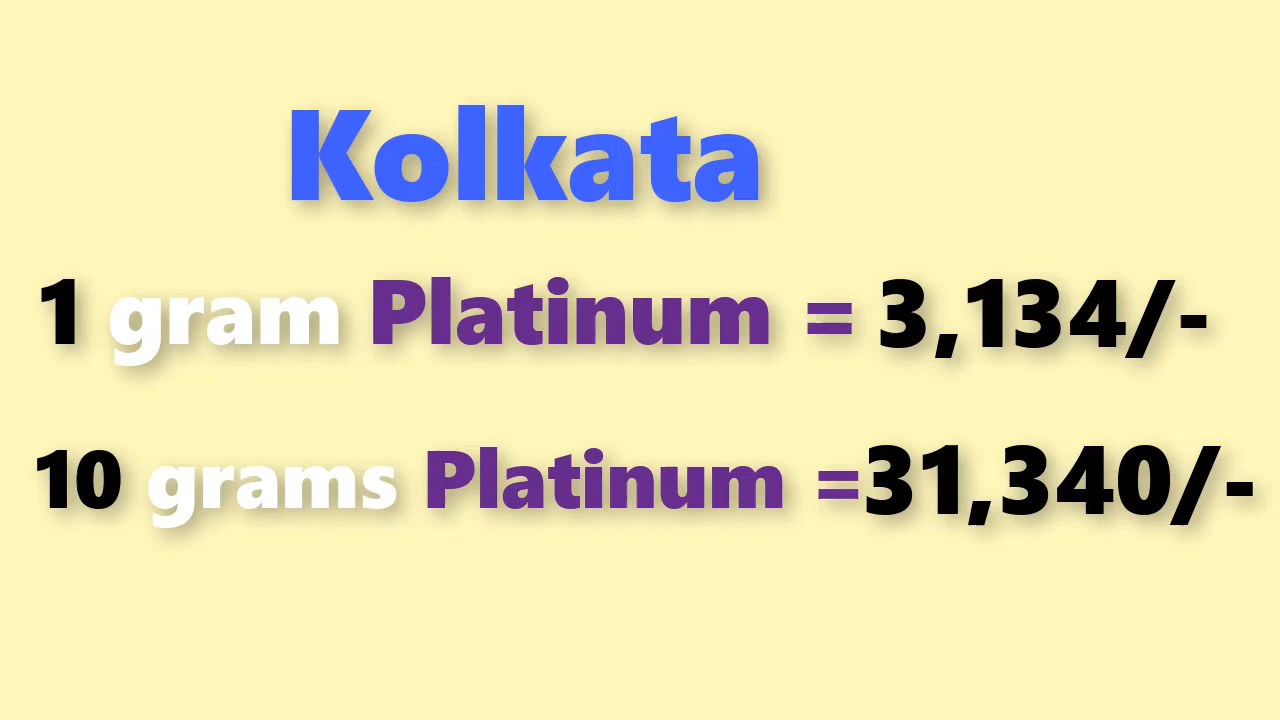 Kolkata
1 gram Platinum = 3,134/-
10 grams Platinum =31,340/-